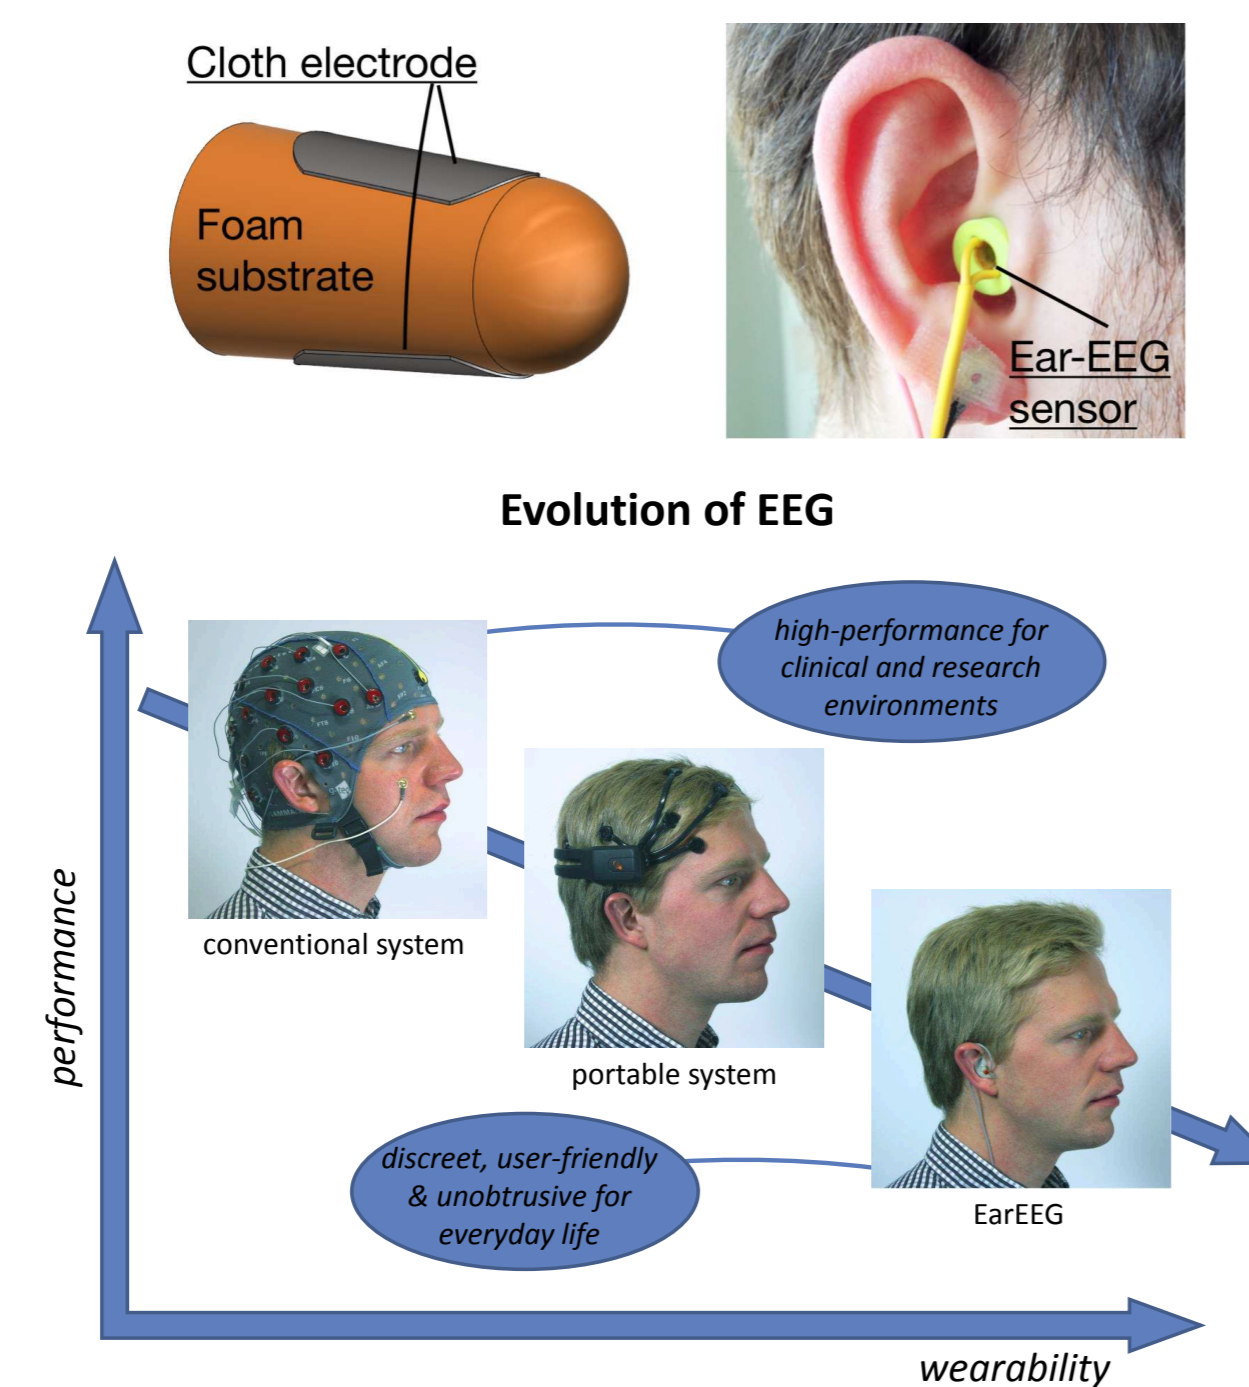 Cloth electrode
Foam
substrate
Ear-EEG
sensor
Evolution of EEG
high-performance for
clinical and research
environments
conventional system
performance
portable system
discreet, user-friendly
& unobtrusive for
everyday life
EarEEG
wearability